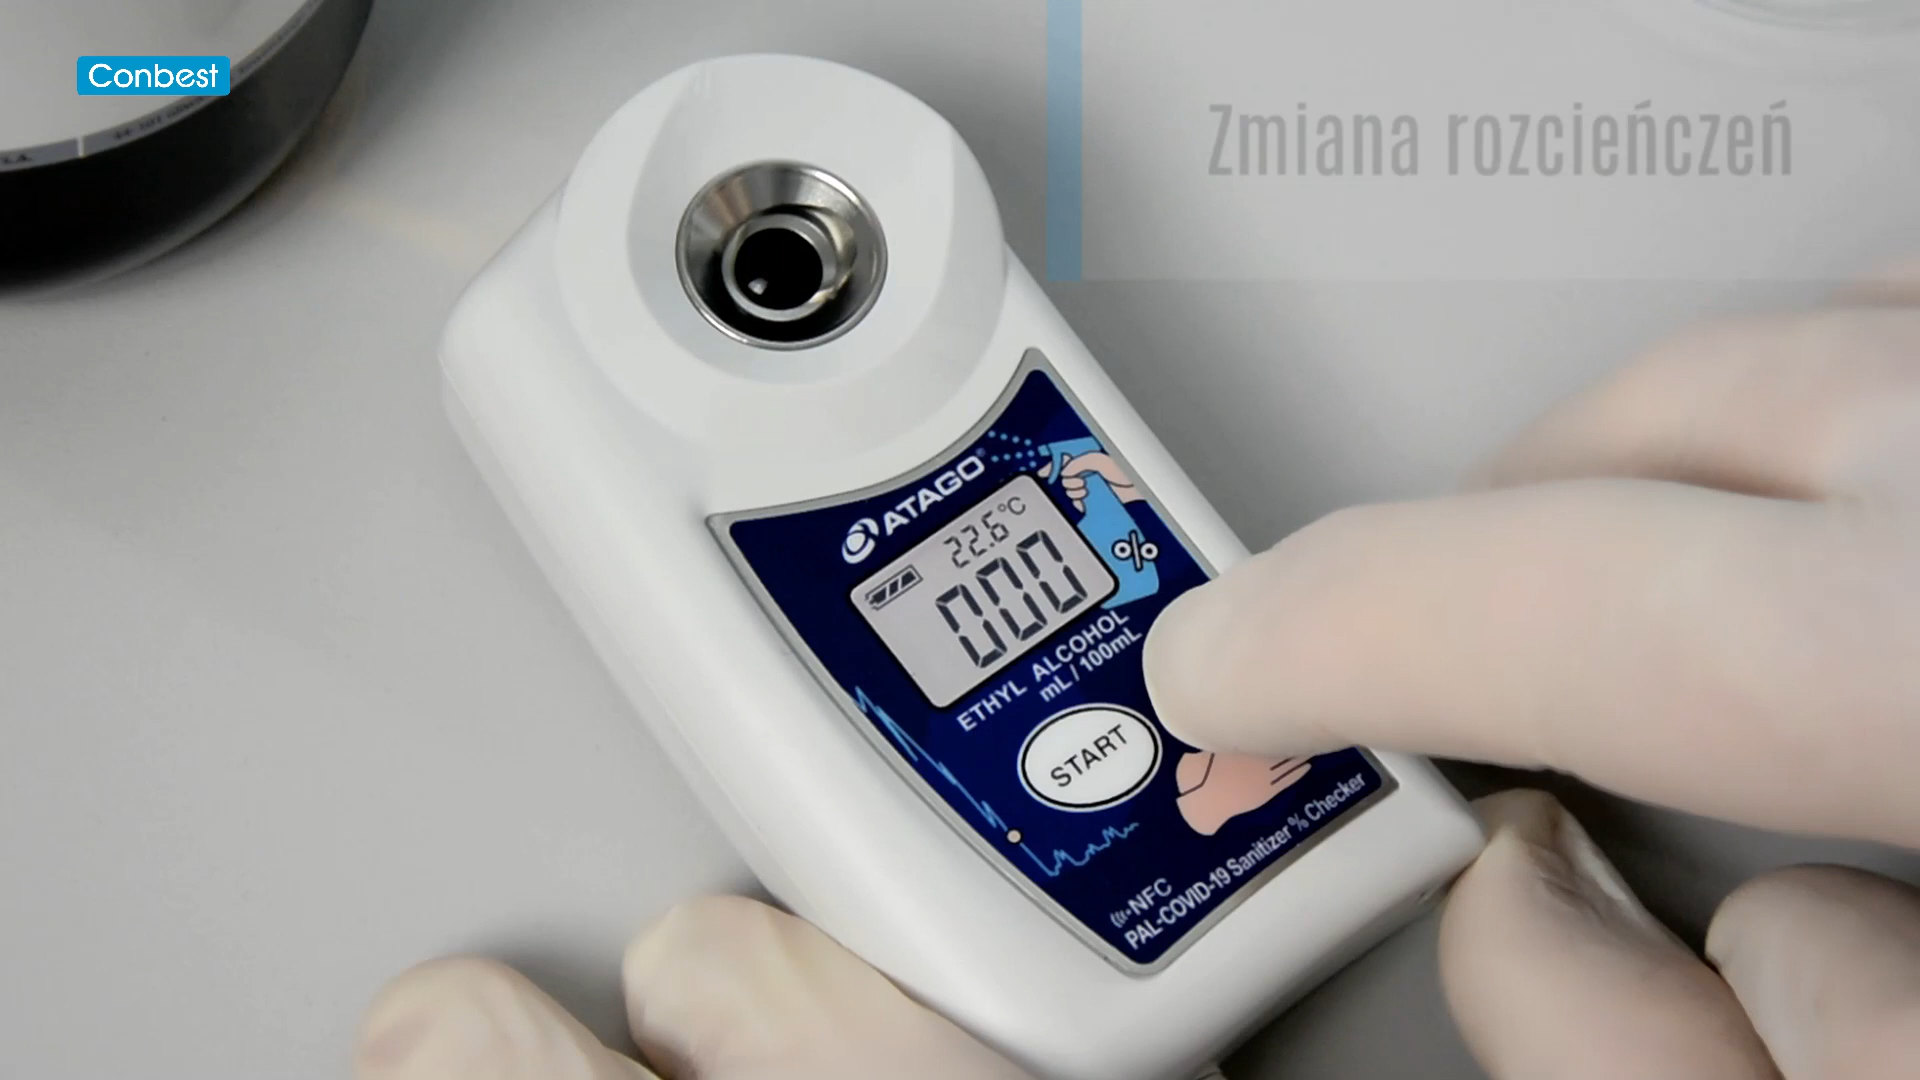 Conbest
Zmiana rozcieńczeń
ATAGO®
22.6°C
000
%
ETHYL ALCOHOL
mL/100mL
START
NFC
PAL-COVID-19 Sanitizer % Checker